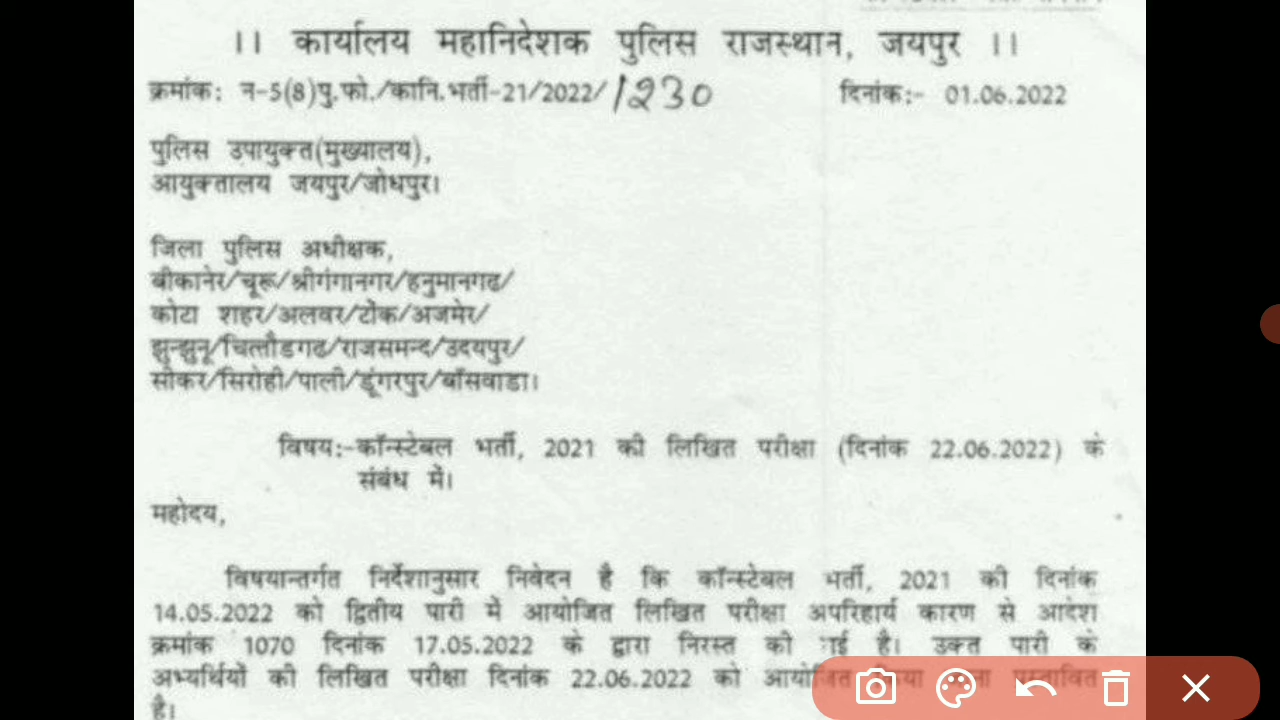 ।। कार्यालय महानिदेशक पुलिस राजस्थान, जयपुर ।।
क्रमांक: न-5(8)पु.फो./कानि.भर्ती-21/2022/1230 दिनांक:- 01.06.2022
पुलिस उपायुक्त(मुख्यालय),
आयुक्तालय जयपुर/जोधपुर।
जिला पुलिस अधीक्षक,
बीकानेर/चूरू/श्रीगंगानगर/हनुमानगढ/
कोटा शहर/अलवर/टोंक/अजमेर/
झुन्झुनू/चित्तौडगढ/राजसमन्द/उदयपुर/
सीकर/सिरोही/पाली/डूंगरपुर/बॉसवाडा।
विषय:-कॉन्स्टेबल भर्ती, 2021 की लिखित परीक्षा (दिनांक 22.06.2022) के
संबंध में।
महोदय,
विषयान्तर्गत निर्देशानुसार निवेदन है कि कॉन्स्टेबल भर्ती, 2021 की दिनांक
14.05.2022 को द्वितीय पारी में आयोजित लिखित परीक्षा अपरिहार्य कारण से आदेश
क्रमांक 1070 दिनांक 17.05.2022 के द्वारा निरस्त की गई है। उक्त पारी के
अभ्यर्थियों की लिखित परीक्षा दिनांक 22.06.2022 को आयोजित प्रस्तावित
है।